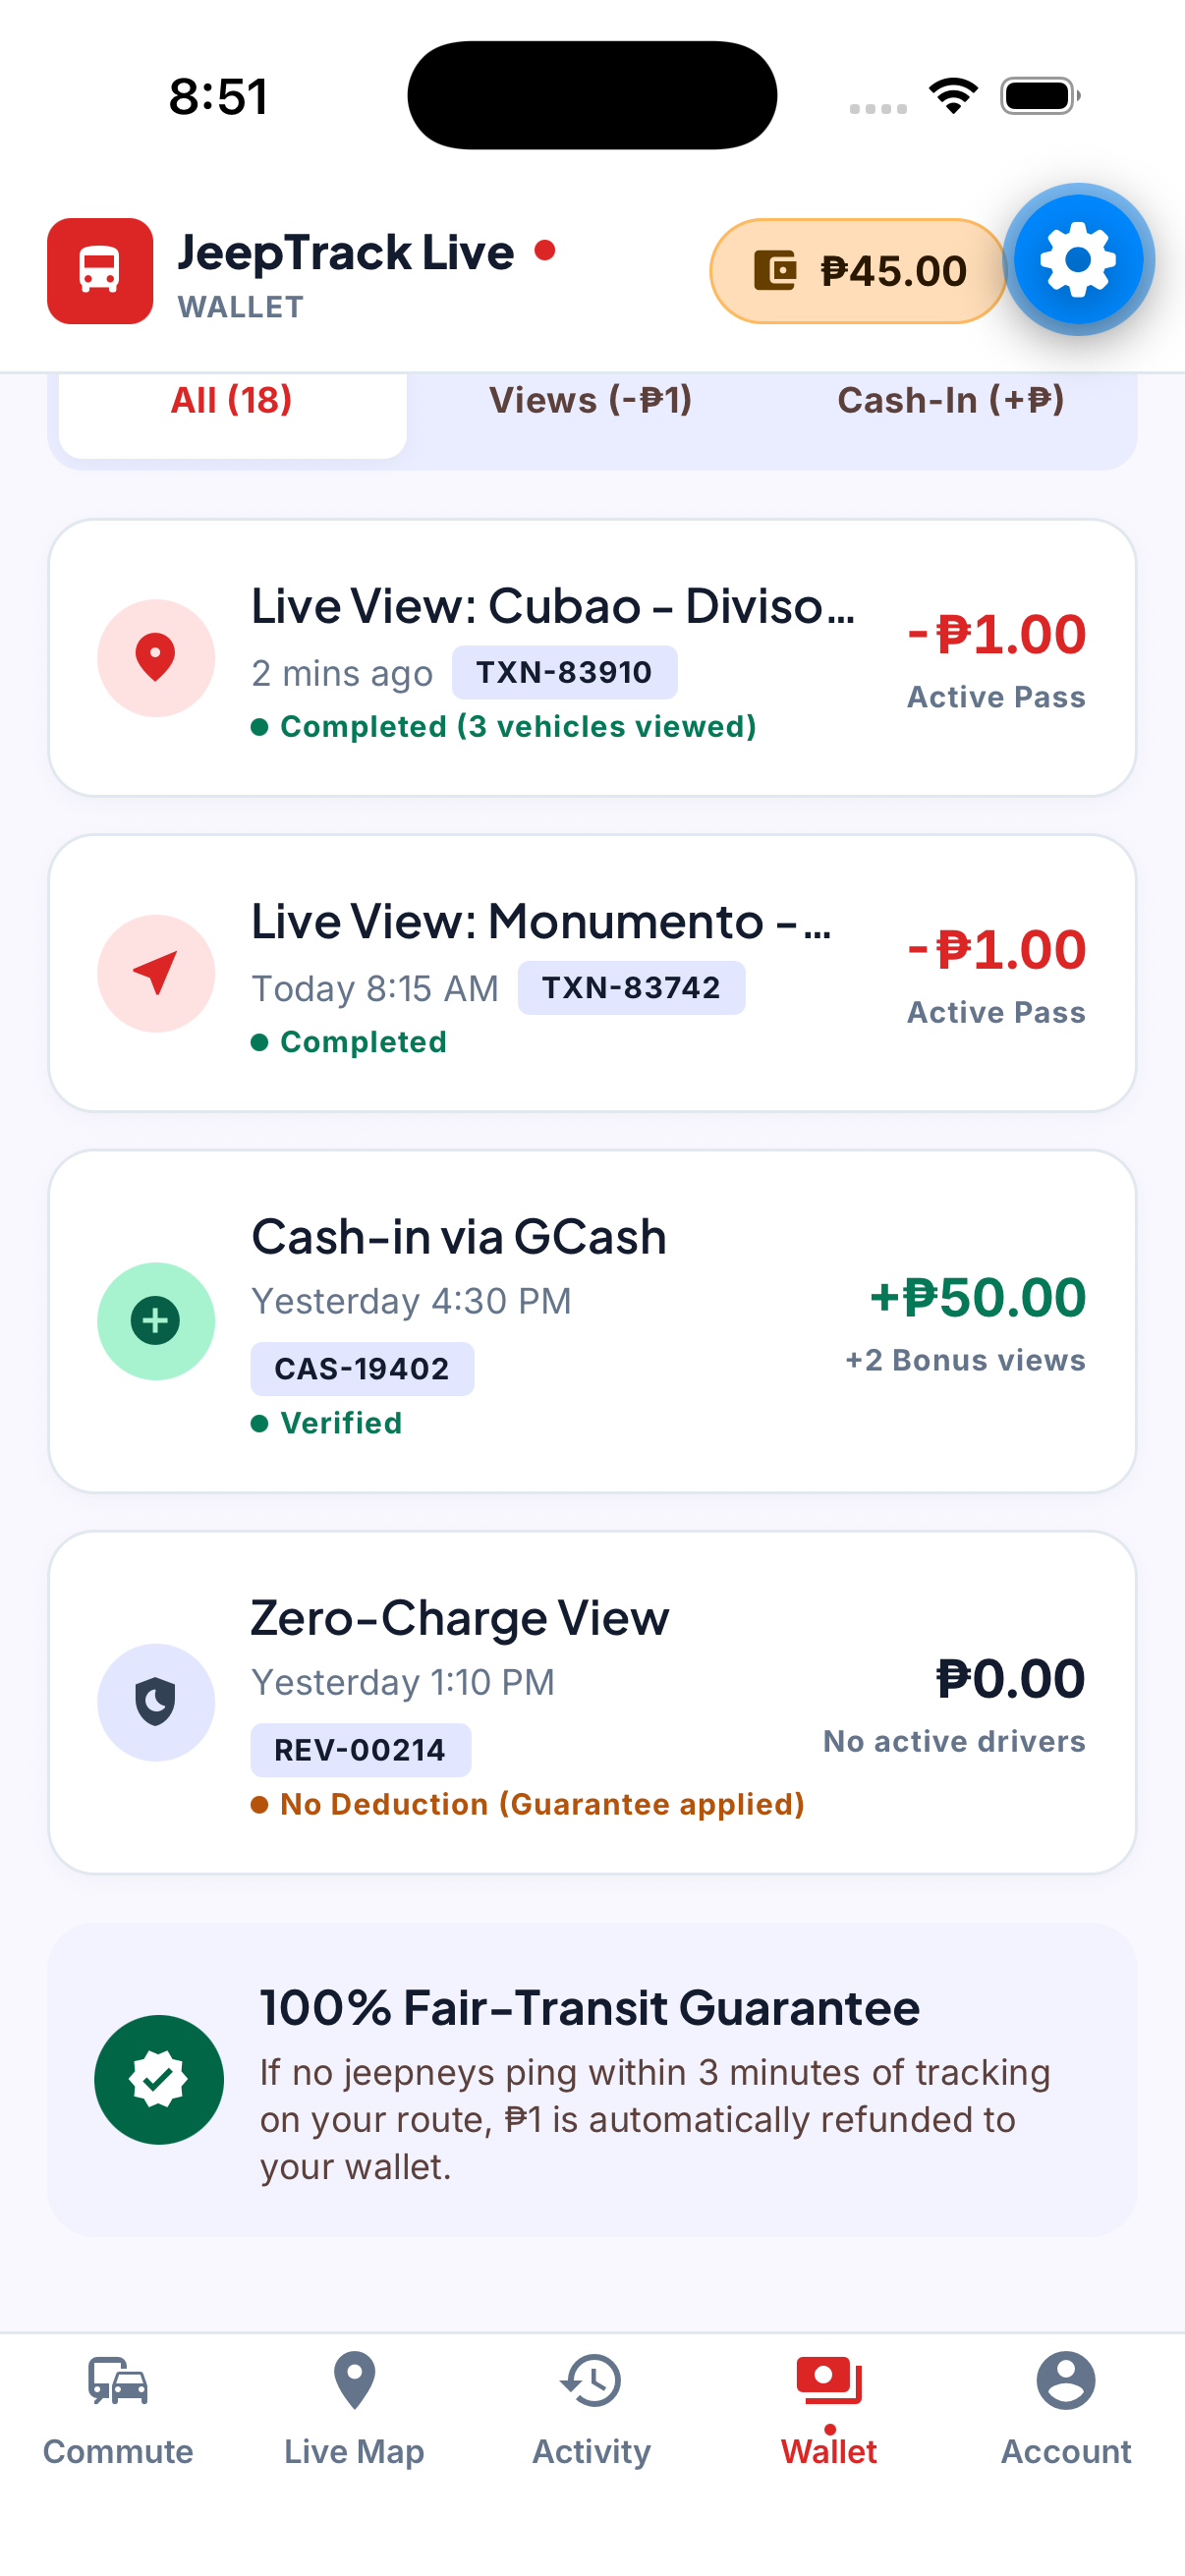 8:51
JeepTrack Live
WALLET
₱45.00
All (18)
Views (-₱1)
Cash-In (+₱)
Live View: Cubao – Diviso...
2 mins ago
TXN-83910
Completed (3 vehicles viewed)
-₱1.00
Active Pass
Live View: Monumento – ...
Today 8:15 AM
TXN-83742
Completed
-₱1.00
Active Pass
Cash-in via GCash
Yesterday 4:30 PM
CAS-19402
Verified
+₱50.00
+2 Bonus views
Zero-Charge View
Yesterday 1:10 PM
REV-00214
No Deduction (Guarantee applied)
₱0.00
No active drivers
100% Fair-Transit Guarantee
If no jeepneys ping within 3 minutes of tracking
on your route, ₱1 is automatically refunded to
your wallet.
Commute
Live Map
Activity
Wallet
Account